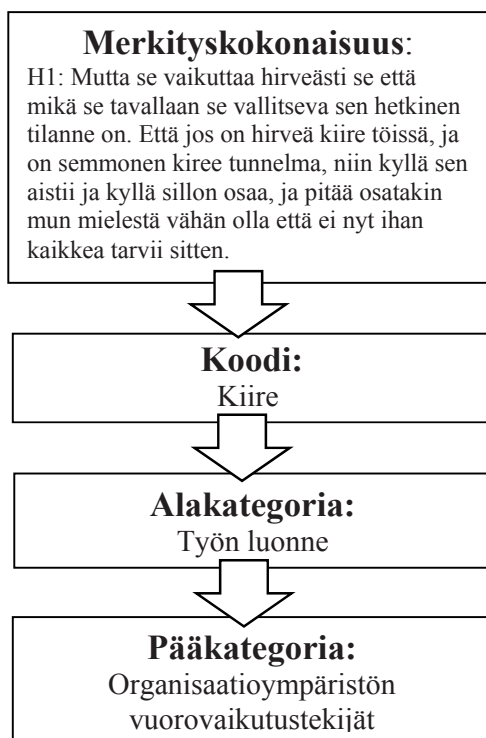 Merkityskokonaisuus:
H1: Mutta se vaikuttaa hirveästi se että
mikä se tavallaan se vallitseva sen hetkinen
tilanne on. Että jos on hirveä kiire töissä, ja
on semmonen kiree tunnelma, niin kyllä sen
aistii ja kyllä sillon osaa, ja pitää osatakin
mun mielestä vähän olla että ei nyt ihan
kaikkea tarvii sitten.
Koodi:
Kiire
Alakategoria:
Työn luonne
Pääkategoria:
Organisaatioympäristön
vuorovaikutustekijät